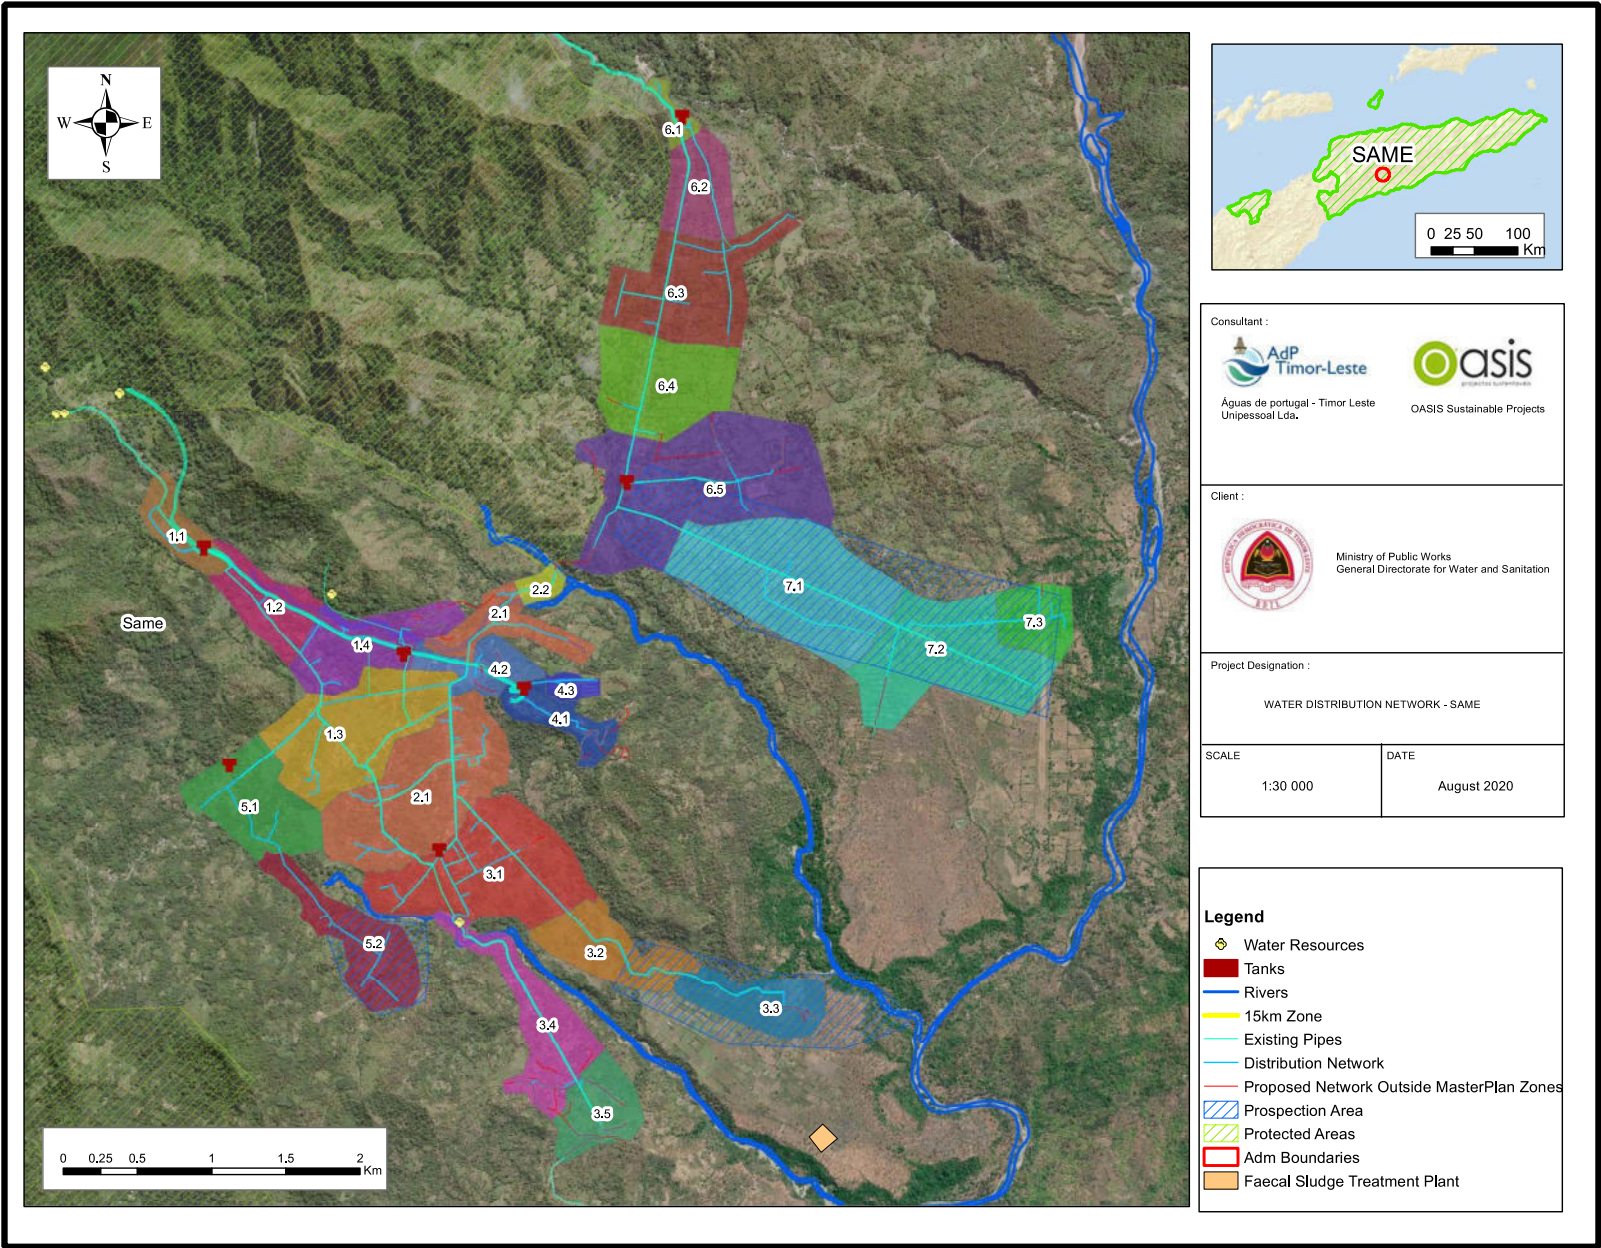 N
W E
S
6.1
6.2
6.3
6.4
6.5
1.1
1.2
Same
1.4
2.2
2.1
4.2
4.3
4.1
7.1
7.2
7.3
1.3
2.1
5.1
3.1
5.2
3.2
3.3
3.4
3.5
0 0.25 0.5 1 1.5 2
Km
SAME
0 25 50 100
Km
Consultant :
AdP
Timor-Leste
Águas de portugal - Timor Leste
Unipessoal Lda.
Oasis
projectos sustentáveis
OASIS Sustainable Projects
Client :
Ministry of Public Works
General Directorate for Water and Sanitation
Project Designation :
WATER DISTRIBUTION NETWORK - SAME
SCALE
1:30 000
DATE
August 2020
Legend
Water Resources
Tanks
Rivers
15km Zone
Existing Pipes
Distribution Network
Proposed Network Outside MasterPlan Zones
Prospection Area
Protected Areas
Adm Boundaries
Faecal Sludge Treatment Plant